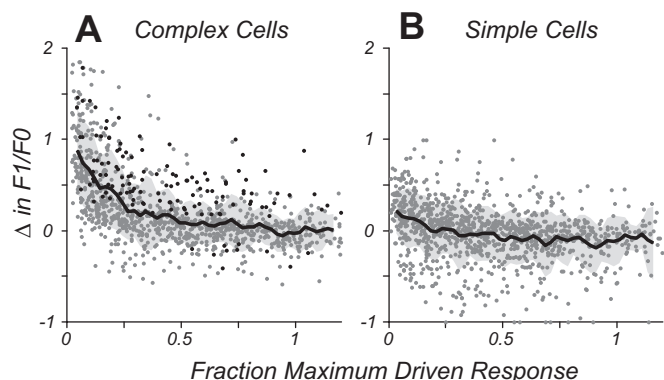 A Complex Cells B Simple Cells
2
2
1
1
Δ in F1/F0
0
0
-1
-1
0 0.5 1 0 0.5 1
Fraction Maximum Driven Response